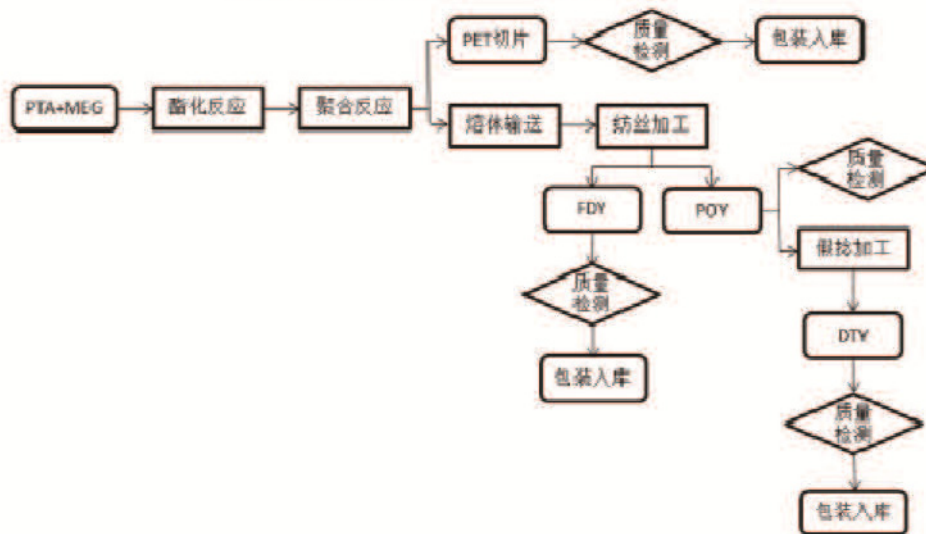 PET切片
质量
检测
包装入库
PTA+MEG
酯化反应
聚合反应
熔体输送
纺丝加工
质量
检测
FDY
POY
假捻加工
质量
检测
DTY
包装入库
质量
检测
包装入库